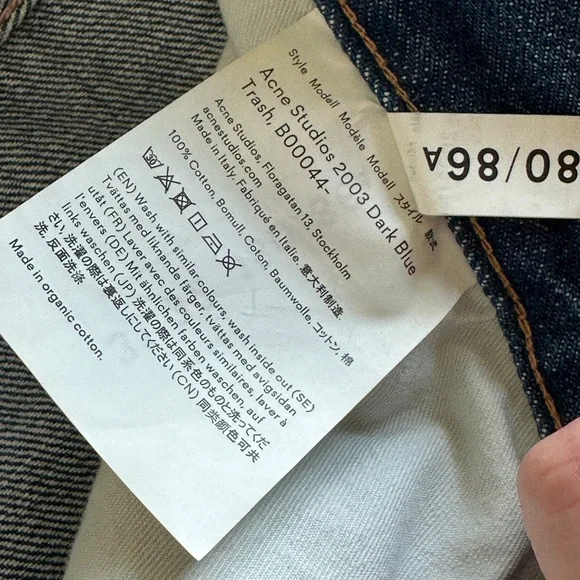 Style Modell Modèle Modell スタイル 款式
Acne Studios 2003 Dark Blue
Trash, B00044-
Acne Studios, Floragatan 13, Stockholm
acnestudios.com
Made in Italy, Fabriqué en Italie, 意大利制造
100% Cotton, Bomull, Coton, Baumwolle, コットン, 棉
30
(EN) Wash with similar colours, wash inside out (SE)
Tvättas med liknande färger, tvättas med avigsidan
utåt (FR) Laver avec des couleurs similaires, laver à
l'envers (DE) Mit ähnlichen Farben waschen, auf
links waschen (JP) 洗濯の際は同系色のものと洗ってくだ
さい, 洗濯の際は裏返しにしてください (CN) 同类颜色可共
洗, 反面洗涤
Made in organic cotton.
80/86A